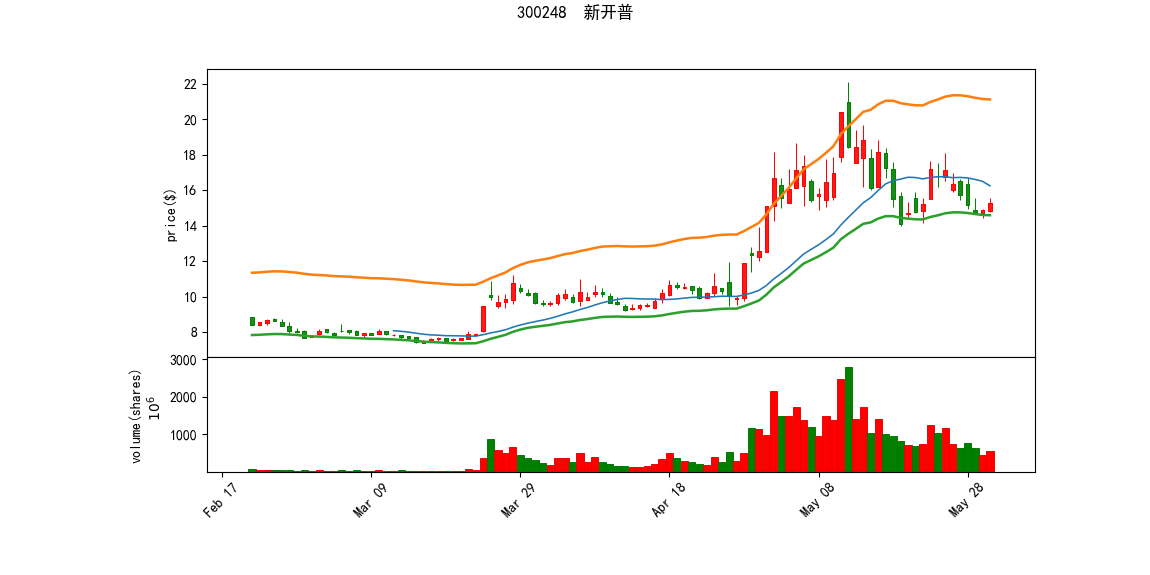 300248 新开普
22
20
18
16
14
12
10
8
price($)
3000
2000
1000
volume(shares)
10^6
Feb 17
Mar 09
Mar 29
Apr 18
May 08
May 28